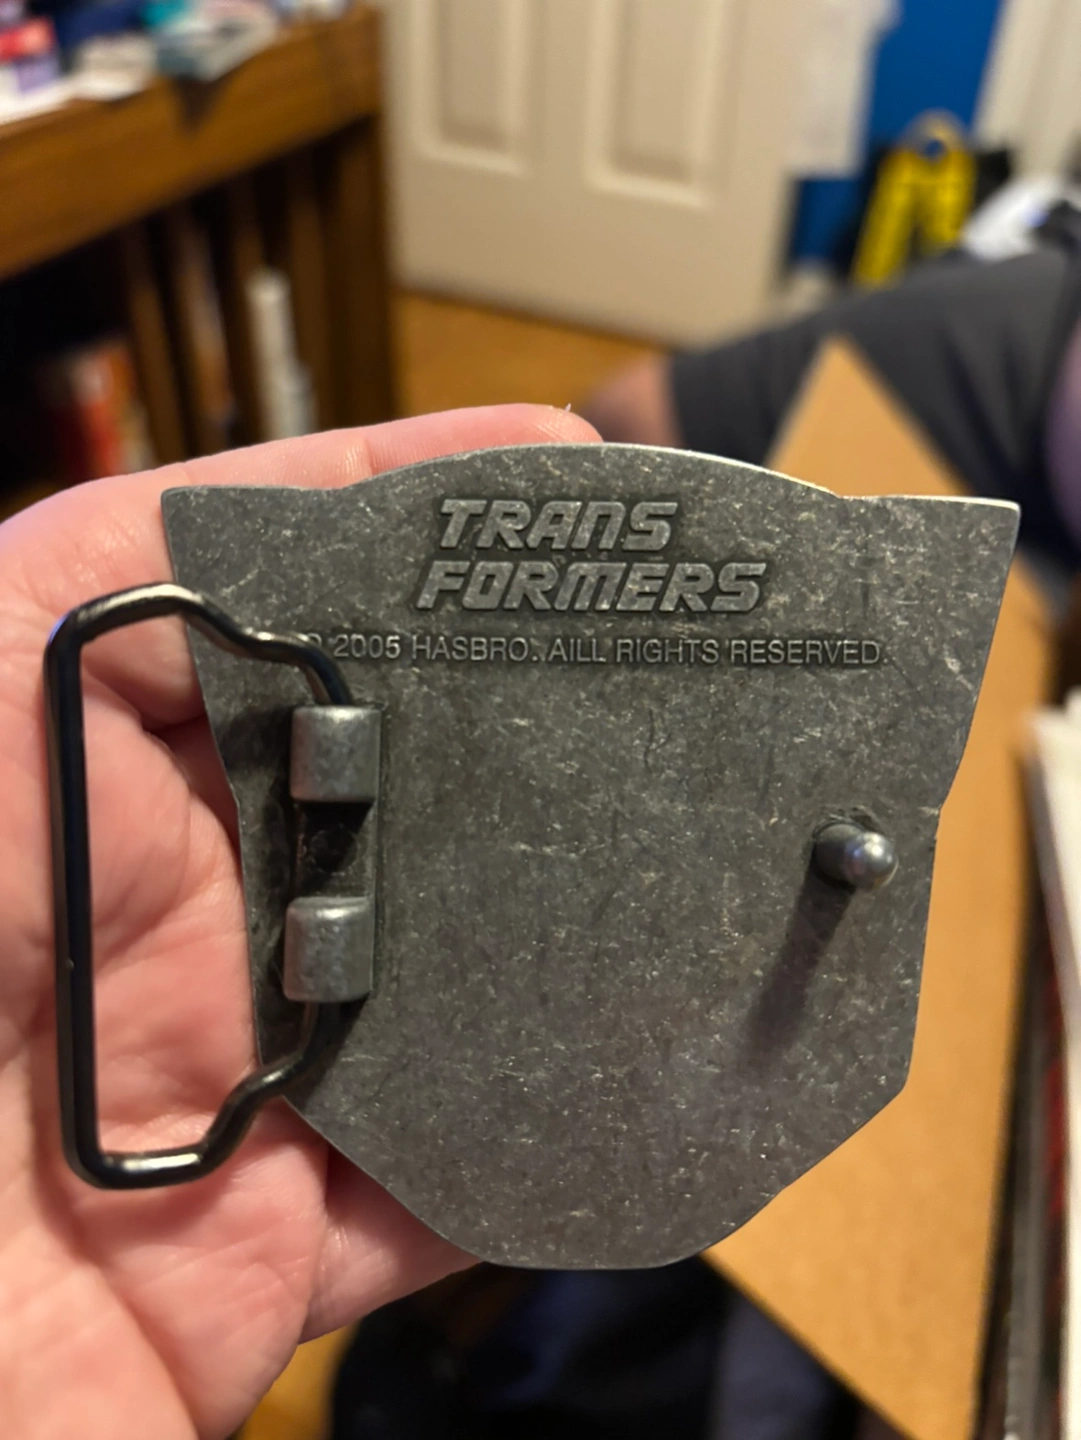 TRANS
FORMERS
© 2005 HASBRO. AILL RIGHTS RESERVED.